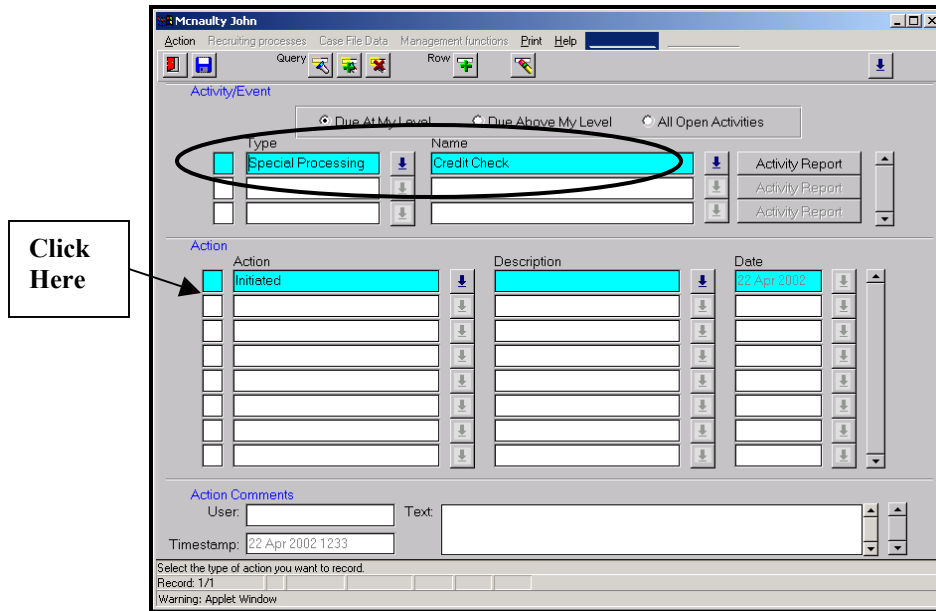 Mcnaulty John
Action Recruiting processes Case File Data Management functions Print Help
Query Row
Activity/Event
Due At My Level Due Above My Level All Open Activities
Type Name
Special Processing Credit Check Activity Report
Activity Report
Activity Report
Click
Here
Action
Action Description Date
Initiated 22 Apr 2002
Action Comments
User: Text:
Timestamp: 22 Apr 2002 1233
Select the type of action you want to record.
Record: 1/1
Warning: Applet Window